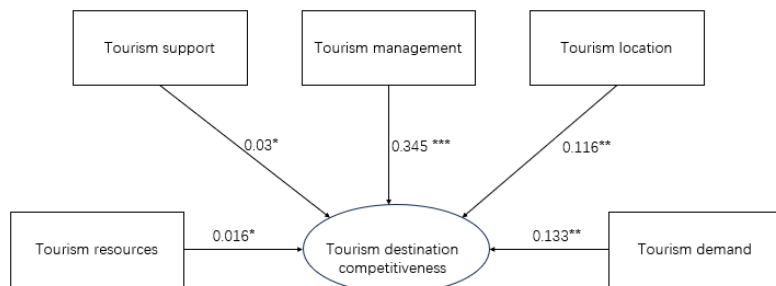 Tourism support
Tourism management
Tourism location
0.03*
0.345 ***
0.116**
Tourism resources
0.016*
Tourism destination
competitiveness
0.133**
Tourism demand